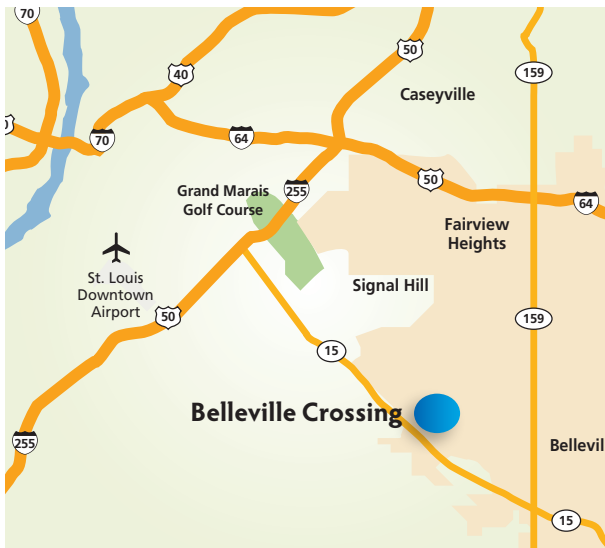 70
50
40
159
Caseyville
70
64
50
255
64
Grand Marais
Golf Course
Fairview
Heights
St. Louis
Downtown
Airport
Signal Hill
50
159
15
Belleville Crossing
255
Bellevil
15